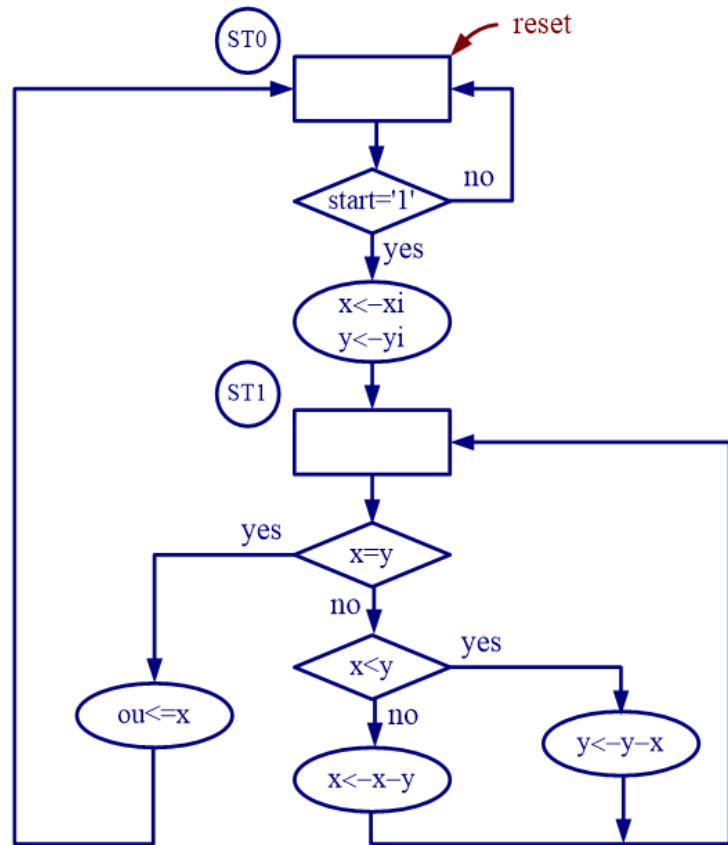 ST0
reset
start='1'
no
yes
x<–xi
y<–yi
ST1
yes
x=y
no
x<y
yes
ou<=x
no
y<–y–x
x<–x–y